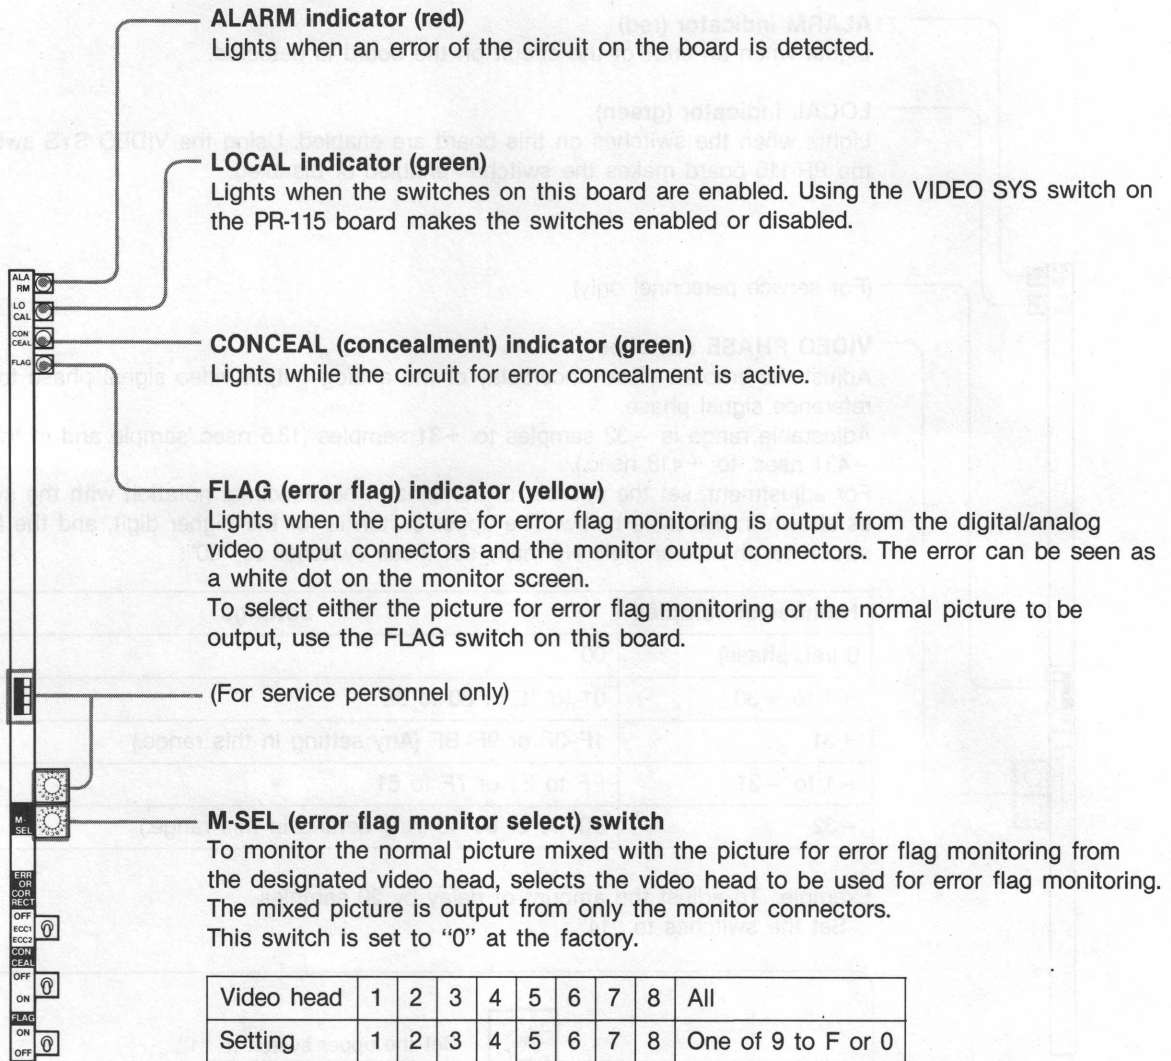 ALARM indicator (red)
Lights when an error of the circuit on the board is detected.
LOCAL indicator (green)
Lights when the switches on this board are enabled. Using the VIDEO SYS switch on
the PR-115 board makes the switches enabled or disabled.
ALA
RM
LO
CAL
CON
CEAL
FLAG
CONCEAL (concealment) indicator (green)
Lights while the circuit for error concealment is active.
FLAG (error flag) indicator (yellow)
Lights when the picture for error flag monitoring is output from the digital/analog
video output connectors and the monitor output connectors. The error can be seen as
a white dot on the monitor screen.
To select either the picture for error flag monitoring or the normal picture to be
output, use the FLAG switch on this board.
(For service personnel only)
M-
SEL
M-SEL (error flag monitor select) switch
To monitor the normal picture mixed with the picture for error flag monitoring from
the designated video head, selects the video head to be used for error flag monitoring.
The mixed picture is output from only the monitor connectors.
This switch is set to “0” at the factory.
ERR
OR
COR
RECT
OFF
ECC1
ECC2
CON
CEAL
OFF
ON
FLAG
ON
OFF
Video head 1 2 3 4 5 6 7 8 All
Setting 1 2 3 4 5 6 7 8 One of 9 to F or 0